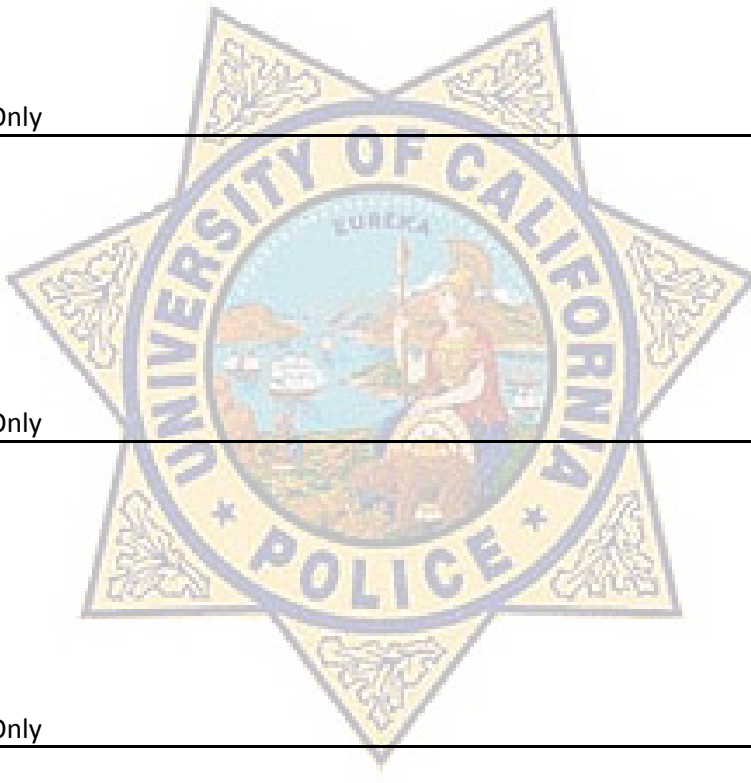 Only
UNIVERSITY OF CALIFORNIA
EUREKA
Only
POLICE
Only